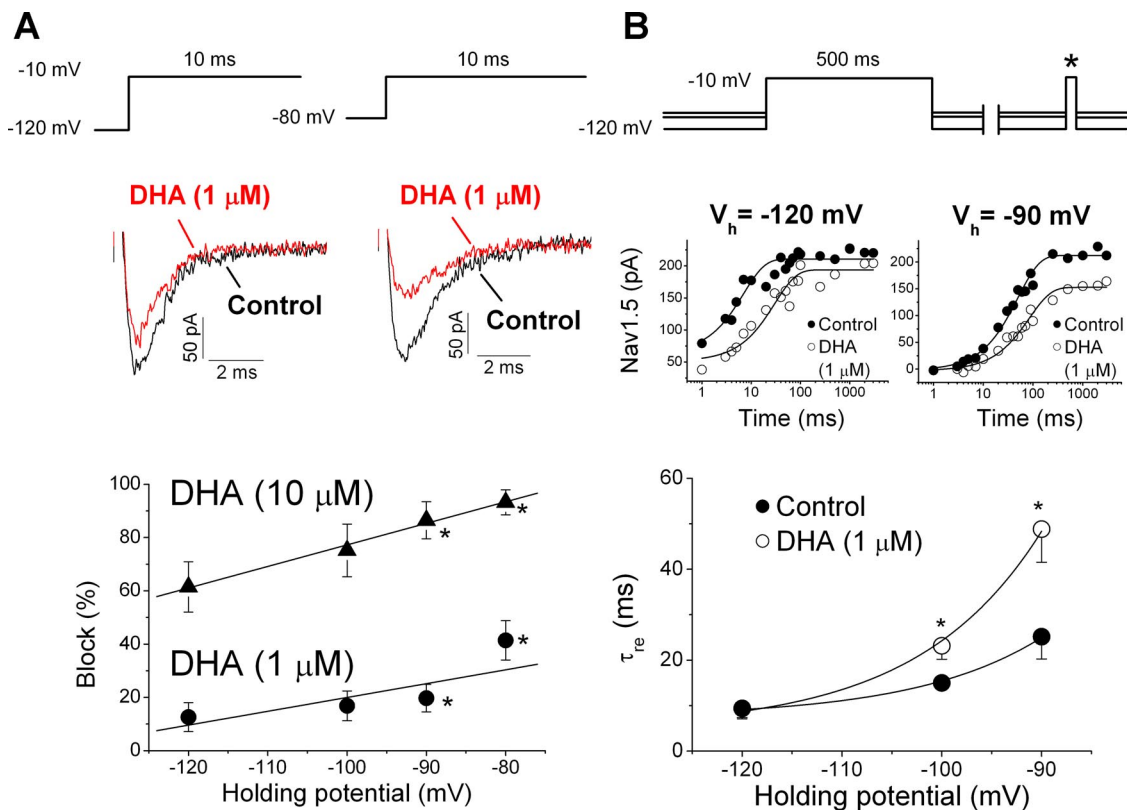 A
10 ms
10 ms
-10 mV
-80 mV
-120 mV
DHA (1 μM)
DHA (1 μM)
Control
Control
50 pA
2 ms
50 pA
2 ms
100
80
60
40
20
0
Block (%)
DHA (10 μM)
DHA (1 μM)
*
*
*
*
-120
-110
-100
-90
-80
Holding potential (mV)
B
500 ms
*
-10 mV
-120 mV
Vh= -120 mV
Vh= -90 mV
Nav1.5 (pA)
200
150
100
50
Control
DHA
(1 μM)
1
10
100
1000
Time (ms)
200
150
100
50
0
Control
DHA
(1 μM)
1
10
100
1000
Time (ms)
60
40
20
0
τre (ms)
Control
DHA (1 μM)
*
*
-120
-110
-100
-90
Holding potential (mV)